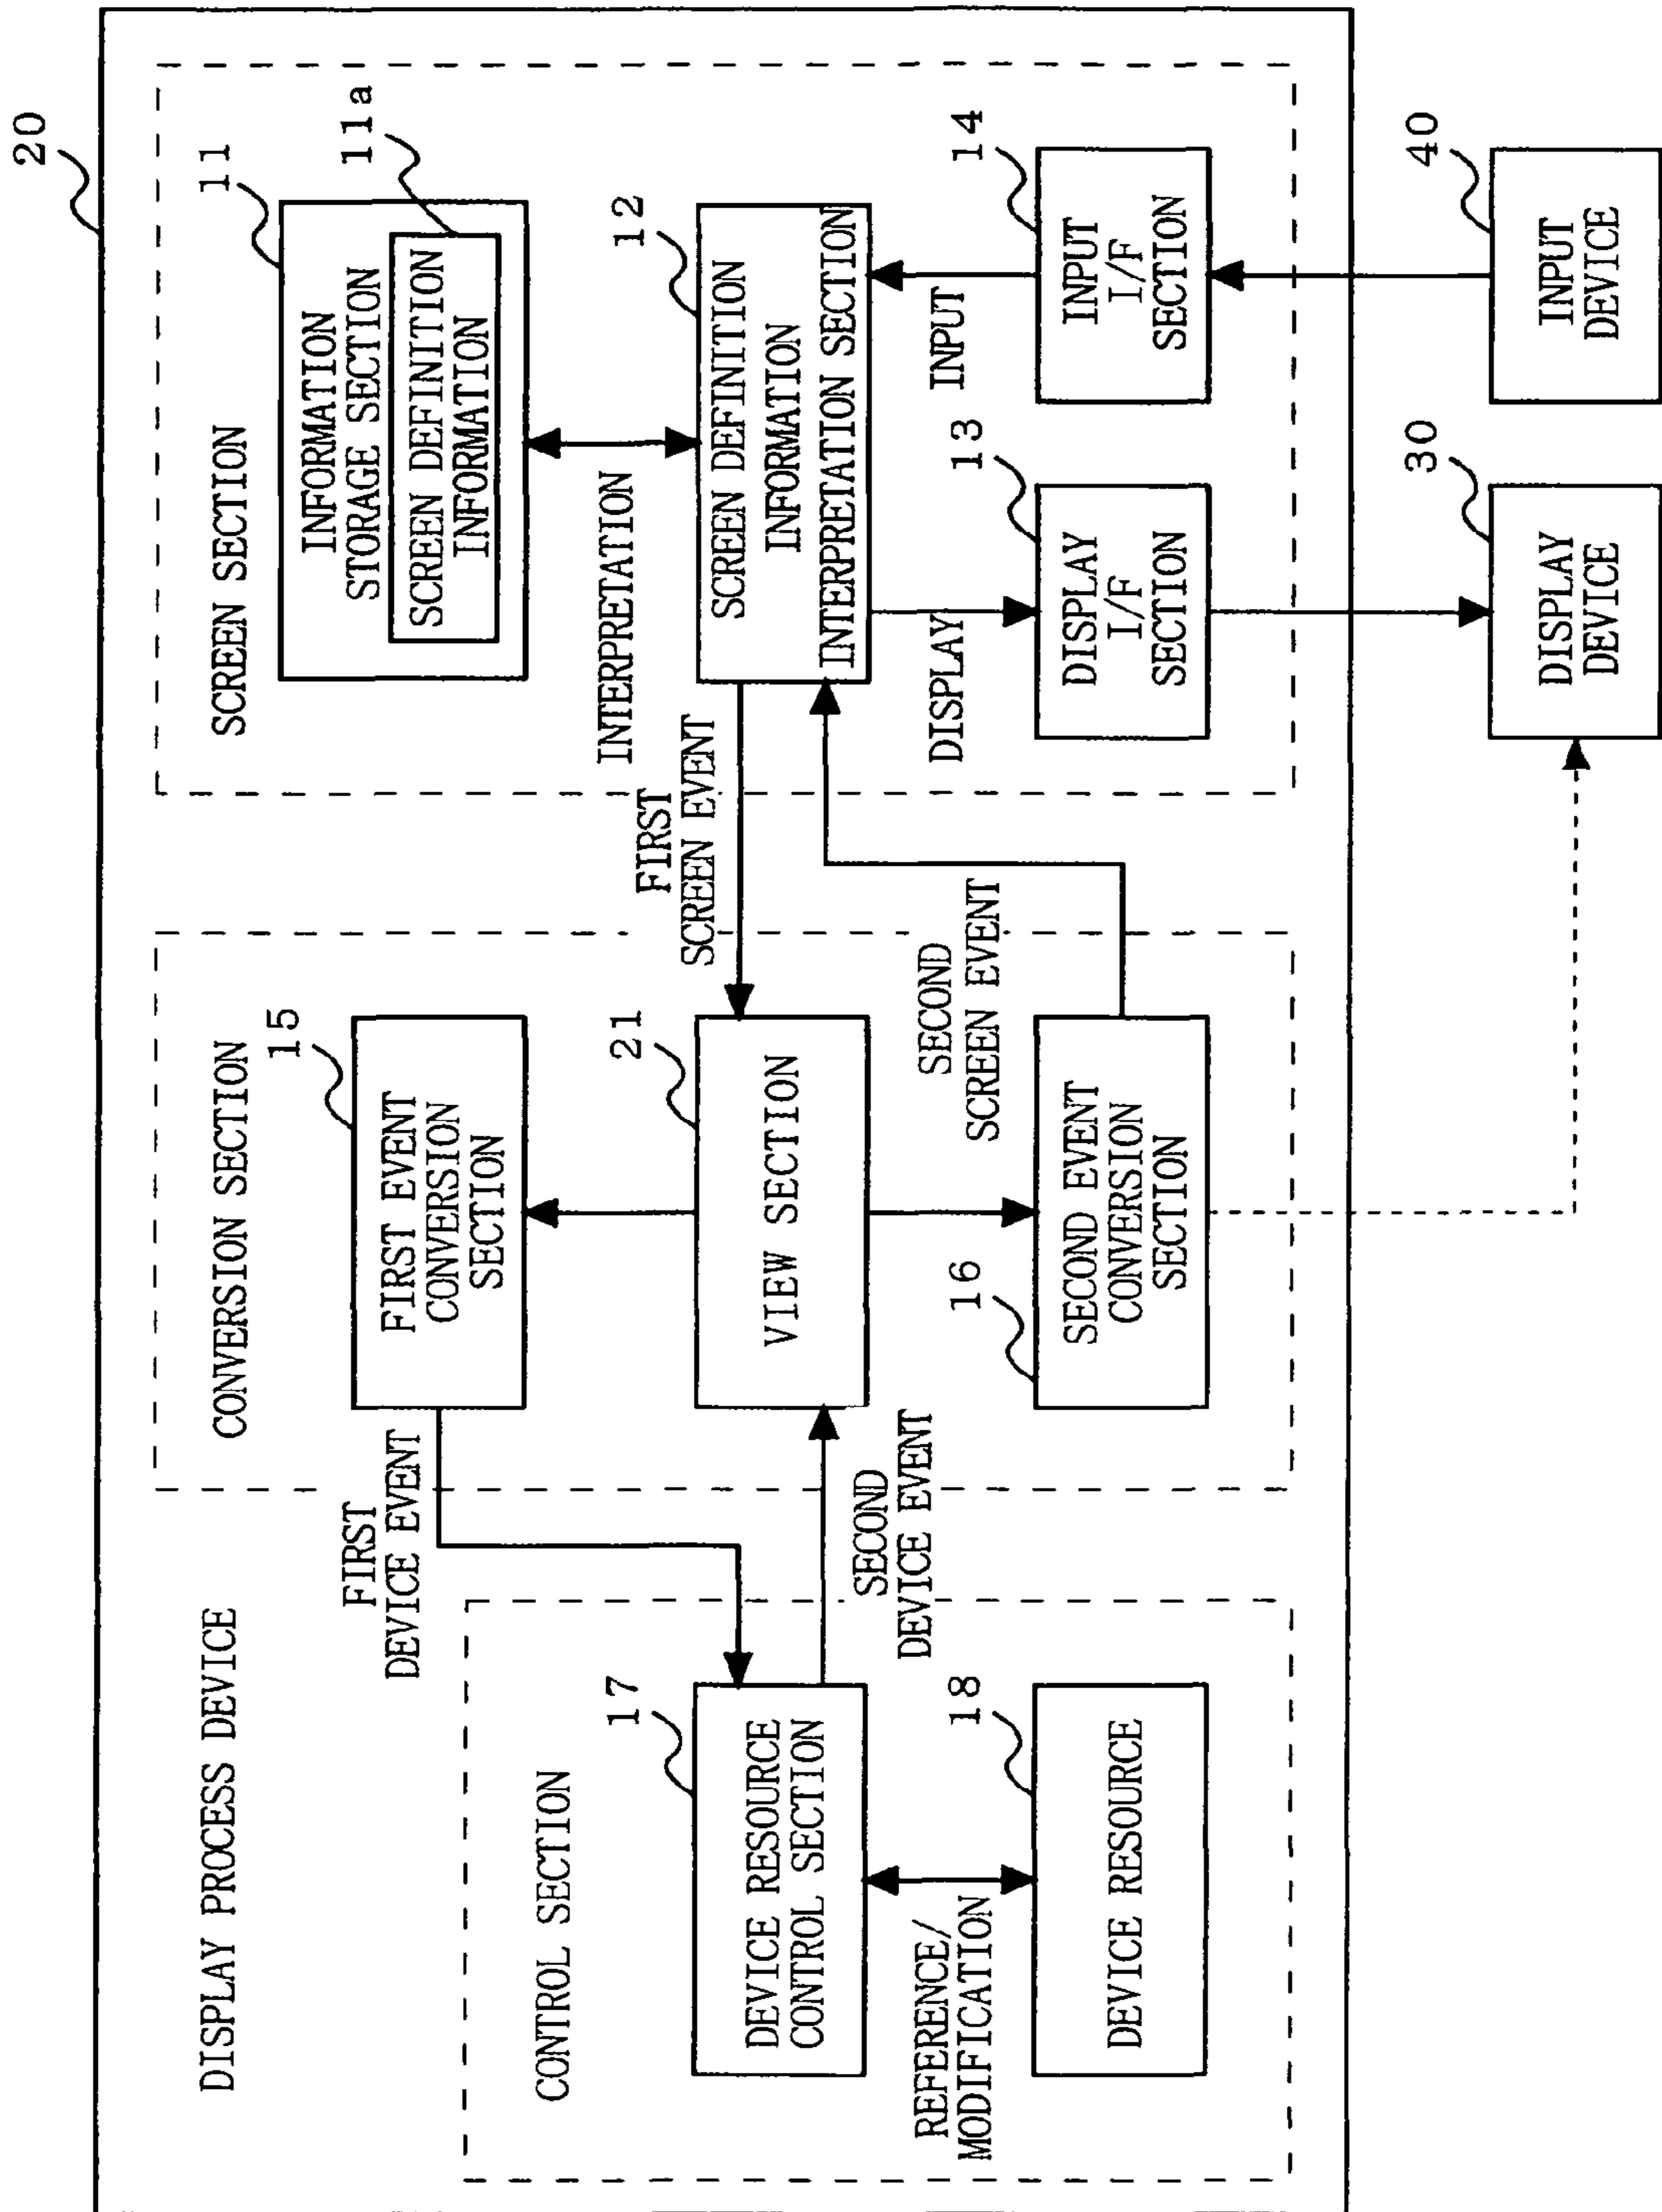 20
DISPLAY PROCESS DEVICE
CONTROL SECTION
17
DEVICE RESOURCE
CONTROL SECTION
REFERENCE/
MODIFICATION
18
DEVICE RESOURCE
FIRST
DEVICE EVENT
SECOND
DEVICE EVENT
CONVERSION SECTION
15
FIRST EVENT
CONVERSION
SECTION
21
VIEW SECTION
16
SECOND EVENT
CONVERSION
SECTION
FIRST
SCREEN EVENT
SECOND
SCREEN EVENT
SCREEN SECTION
11
INFORMATION
STORAGE SECTION
11a
SCREEN DEFINITION
INFORMATION
INTERPRETATION
12
SCREEN DEFINITION
INFORMATION
INTERPRETATION SECTION
DISPLAY
INPUT
13
DISPLAY
I/F
SECTION
14
INPUT
I/F
SECTION
30
DISPLAY
DEVICE
40
INPUT
DEVICE